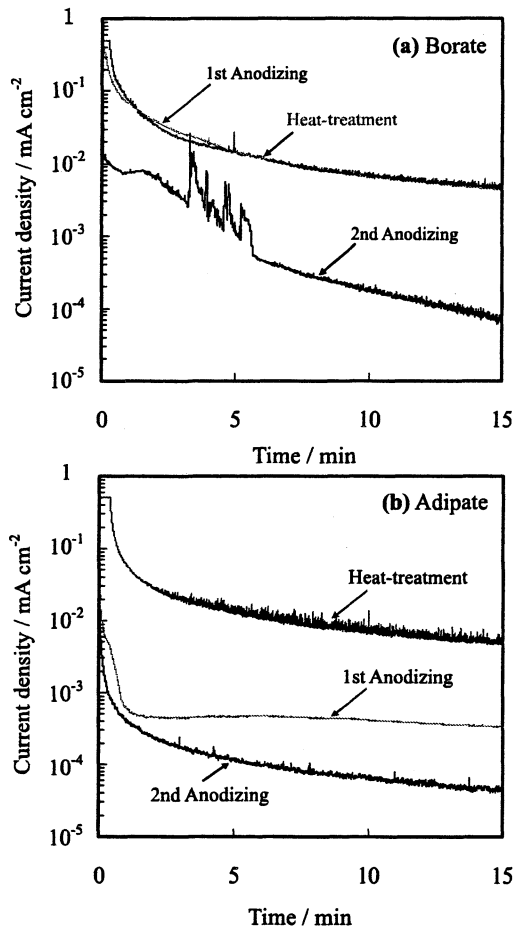 1
(a) Borate
10-1
1st Anodizing
Heat-treatment
10-2
10-3
2nd Anodizing
10-4
10-5
Current density / mA cm-2
0 5 10 15
Time / min
1
(b) Adipate
10-1
Heat-treatment
10-2
1st Anodizing
10-3
10-4
2nd Anodizing
10-5
Current density / mA cm-2
0 5 10 15
Time / min